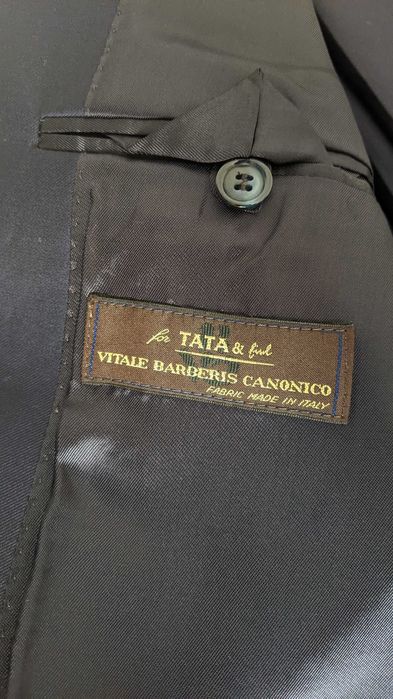 for TATA & fiul
VITALE BARBERIS CANONICO
FABRIC MADE IN ITALY